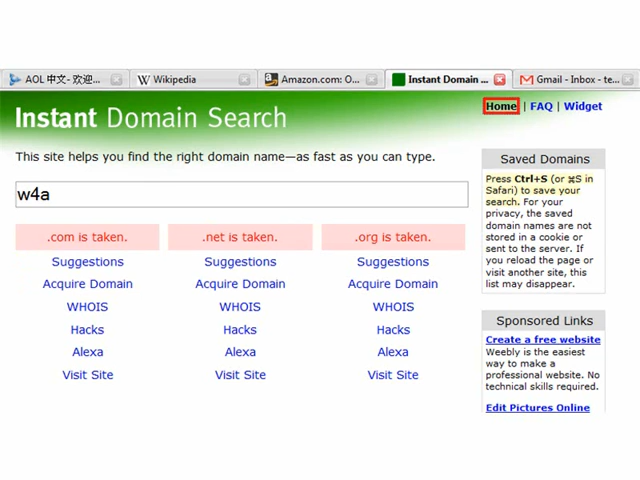 AOL 中文- 欢迎...
Wikipedia
Amazon.com: O...
Instant Domain ...
Gmail - Inbox - te...
Instant Domain Search
Home | FAQ | Widget
This site helps you find the right domain name—as fast as you can type.
w4a
.com is taken.
Suggestions
Acquire Domain
WHOIS
Hacks
Alexa
Visit Site
.net is taken.
Suggestions
Acquire Domain
WHOIS
Hacks
Alexa
Visit Site
.org is taken.
Suggestions
Acquire Domain
WHOIS
Hacks
Alexa
Visit Site
Saved Domains
Press Ctrl+S (or ⌘S in
Safari) to save your
search. For your
privacy, the saved
domain names are not
stored in a cookie or
sent to the server. If
you reload the page or
visit another site, this
list may disappear.
Sponsored Links
Create a free website
Weebly is the easiest
way to make a
professional website. No
technical skills required.
Edit Pictures Online